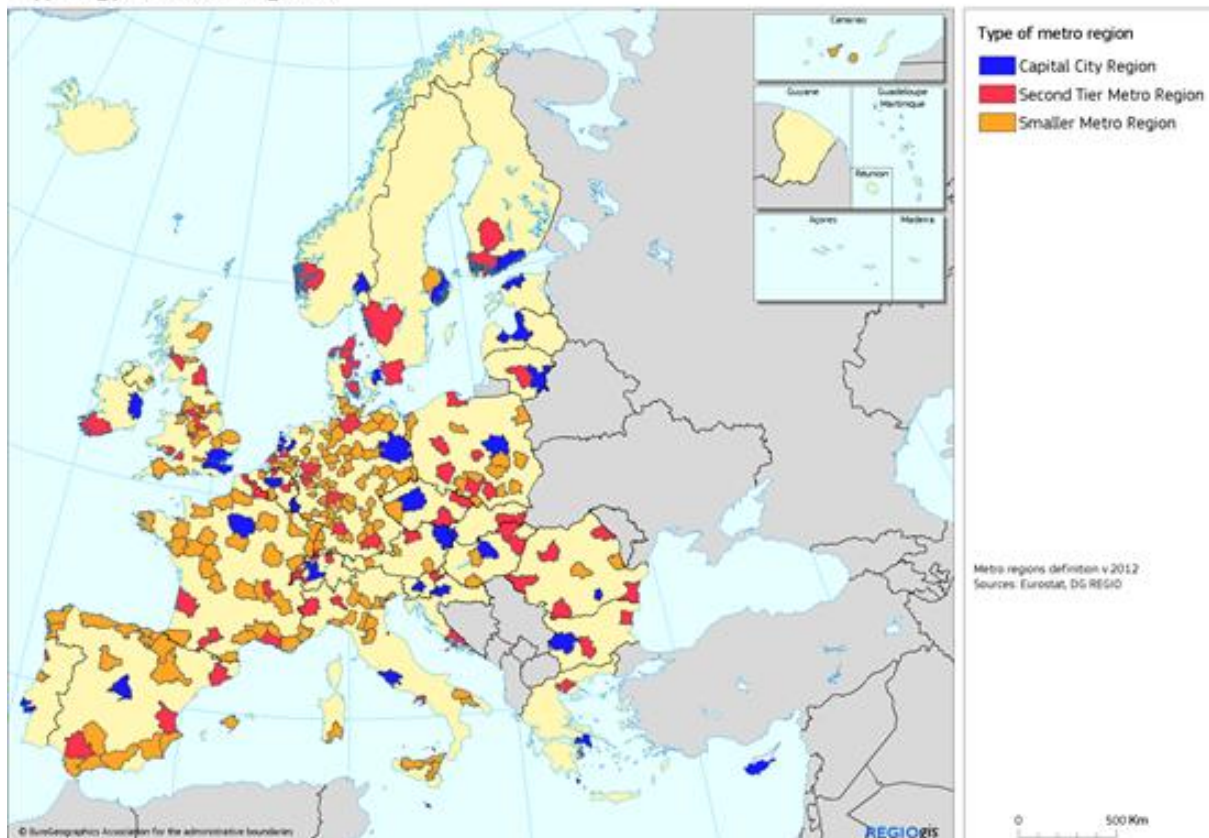 Canarias
Guyane
Guadeloupe
Martinique
Réunion
Açores
Madeira
Type of metro region
Capital City Region
Second Tier Metro Region
Smaller Metro Region
Metro regions definition v 2012
Sources: Eurostat, DG REGIO
© EuroGeographics Association for the administrative boundaries
REGIOgis
0
500 Km